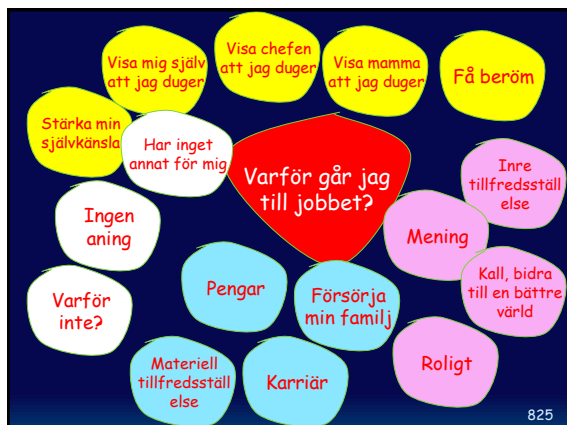 Visa mig själv
att jag duger
Visa chefen
att jag duger
Visa mamma
att jag duger
Få beröm
Stärka min
självkänsla
Har inget
annat för mig
Varför går jag
till jobbet?
Inre
tillfredsställ
else
Ingen
aning
Mening
Varför
inte?
Pengar
Försörja
min familj
Kall, bidra
till en bättre
värld
Materiell
tillfredsställ
else
Karriär
Roligt
825